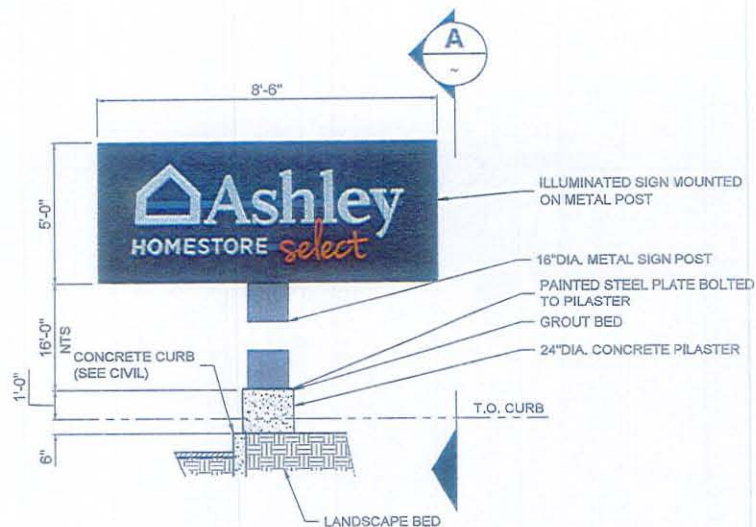 A
~
8'-6"
5'-0"
Ashley
HOMESTORE select
ILLUMINATED SIGN MOUNTED
ON METAL POST
16"DIA. METAL SIGN POST
PAINTED STEEL PLATE BOLTED
TO PILASTER
GROUT BED
24"DIA. CONCRETE PILASTER
16'-0"
NTS
CONCRETE CURB
(SEE CIVIL)
1'-0"
T.O. CURB
6"
LANDSCAPE BED